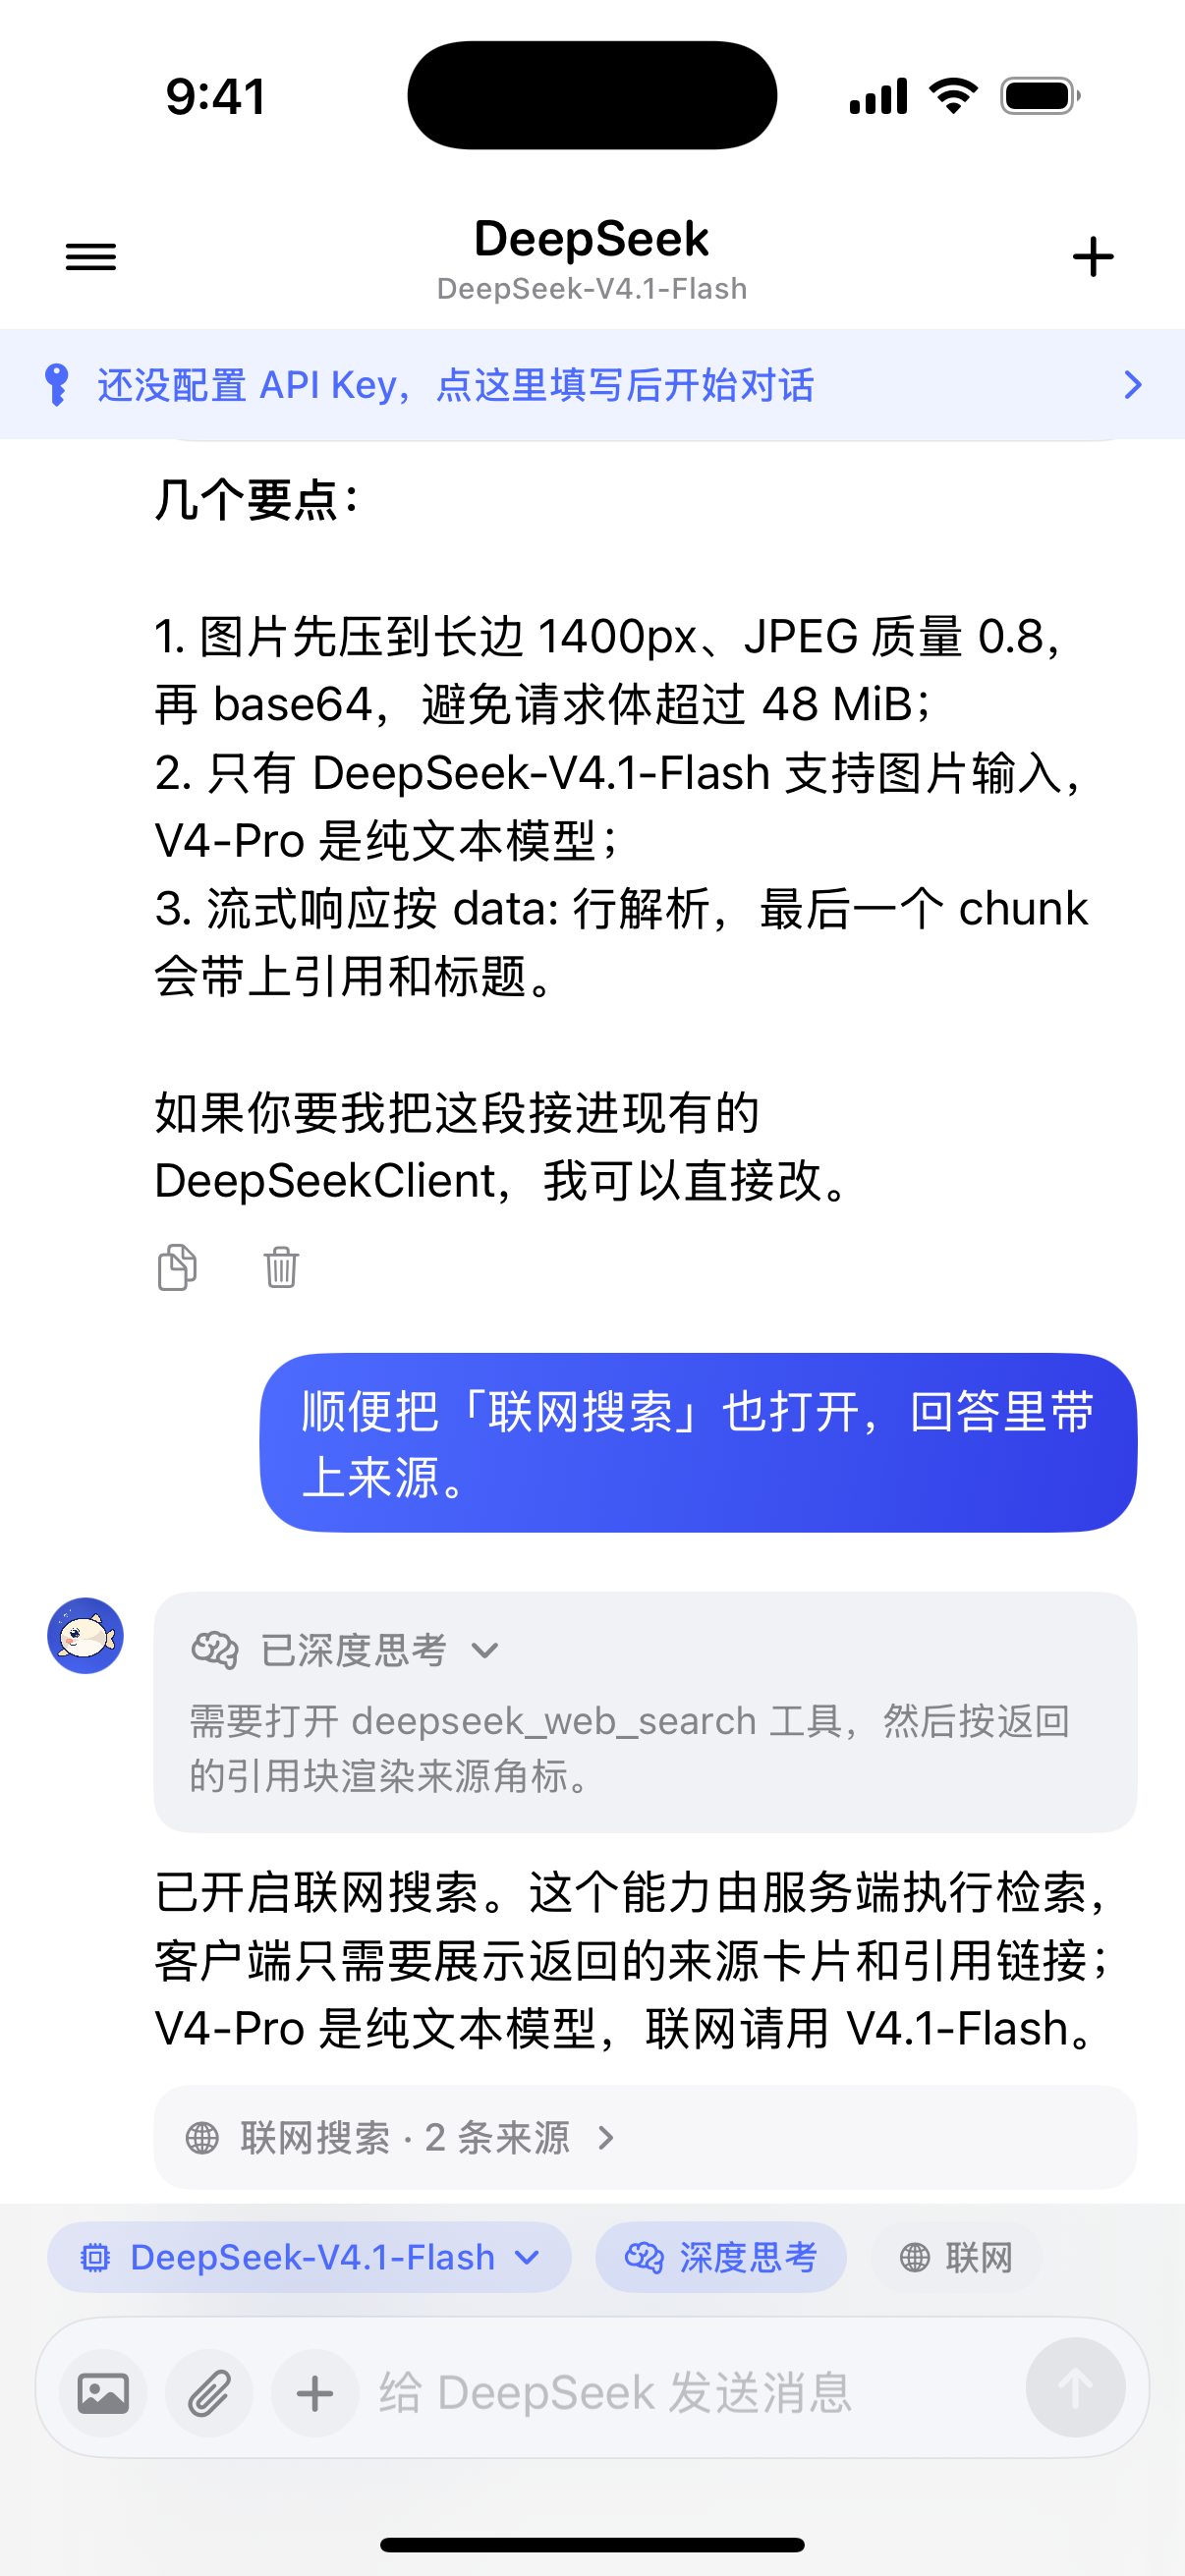 9:41
DeepSeek
DeepSeek-V4.1-Flash
还没配置 API Key，点这里填写后开始对话
几个要点：
1. 图片先压到长边 1400px、JPEG 质量 0.8，
再 base64，避免请求体超过 48 MiB；
2. 只有 DeepSeek-V4.1-Flash 支持图片输入，
V4-Pro 是纯文本模型；
3. 流式响应按 data: 行解析，最后一个 chunk
会带上引用和标题。
如果你要我把这段接进现有的
DeepSeekClient，我可以直接改。
顺便把「联网搜索」也打开，回答里带
上来源。
已深度思考
需要打开 deepseek_web_search 工具，然后按返回
的引用块渲染来源角标。
已开启联网搜索。这个能力由服务端执行检索，
客户端只需要展示返回的来源卡片和引用链接；
V4-Pro 是纯文本模型，联网请用 V4.1-Flash。
联网搜索 · 2 条来源
DeepSeek-V4.1-Flash 深度思考 联网
给 DeepSeek 发送消息